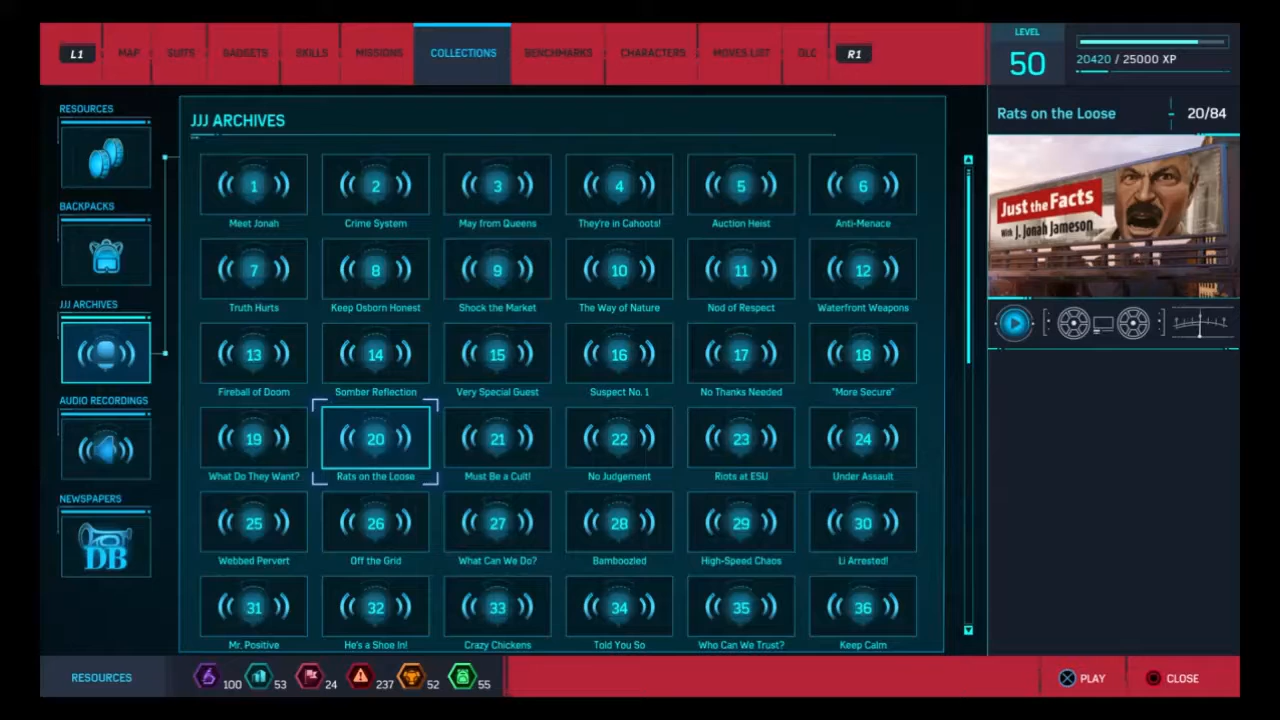 L1 MAP SUITS GADGETS SKILLS MISSIONS COLLECTIONS BENCHMARKS CHARACTERS MOVES LIST DLC R1
LEVEL
50
20420 / 25000 XP
RESOURCES
BACKPACKS
JJJ ARCHIVES
AUDIO RECORDINGS
NEWSPAPERS
DB
JJJ ARCHIVES
1 2 3 4 5 6
Meet Jonah Crime System May from Queens They're in Cahoots! Auction Heist Anti-Menace
7 8 9 10 11 12
Truth Hurts Keep Osborn Honest Shock the Market The Way of Nature Nod of Respect Waterfront Weapons
13 14 15 16 17 18
Fireball of Doom Somber Reflection Very Special Guest Suspect No. 1 No Thanks Needed "More Secure"
19 20 21 22 23 24
What Do They Want? Rats on the Loose Must Be a Cult! No Judgement Riots at ESU Under Assault
25 26 27 28 29 30
Webbed Pervert Off the Grid What Can We Do? Bamboozled High-Speed Chaos Li Arrested!
31 32 33 34 35 36
Mr. Positive He's a Shoe In! Crazy Chickens Told You So Who Can We Trust? Keep Calm
Rats on the Loose 20/84
Just the Facts
With J. Jonah Jameson
RESOURCES 100 53 24 237 52 55
PLAY CLOSE